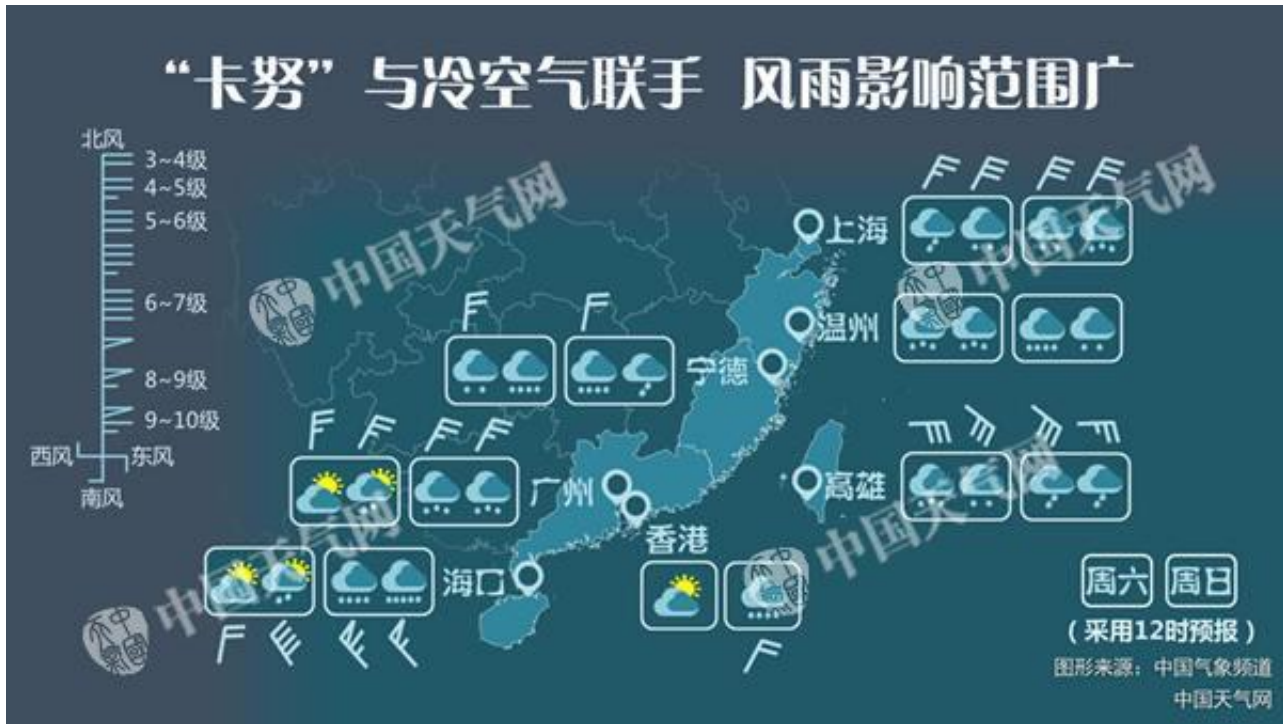 “卡努”与冷空气联手 风雨影响范围广
北风
3~4级
4~5级
5~6级
6~7级
8~9级
9~10级
西风
东风
南风
上海
温州
宁德
广州
香港
高雄
海口
周六 周日
（采用12时预报）
图形来源：中国气象频道
中国天气网
中国天气网
中国天气网
中国天气网
中国天气网